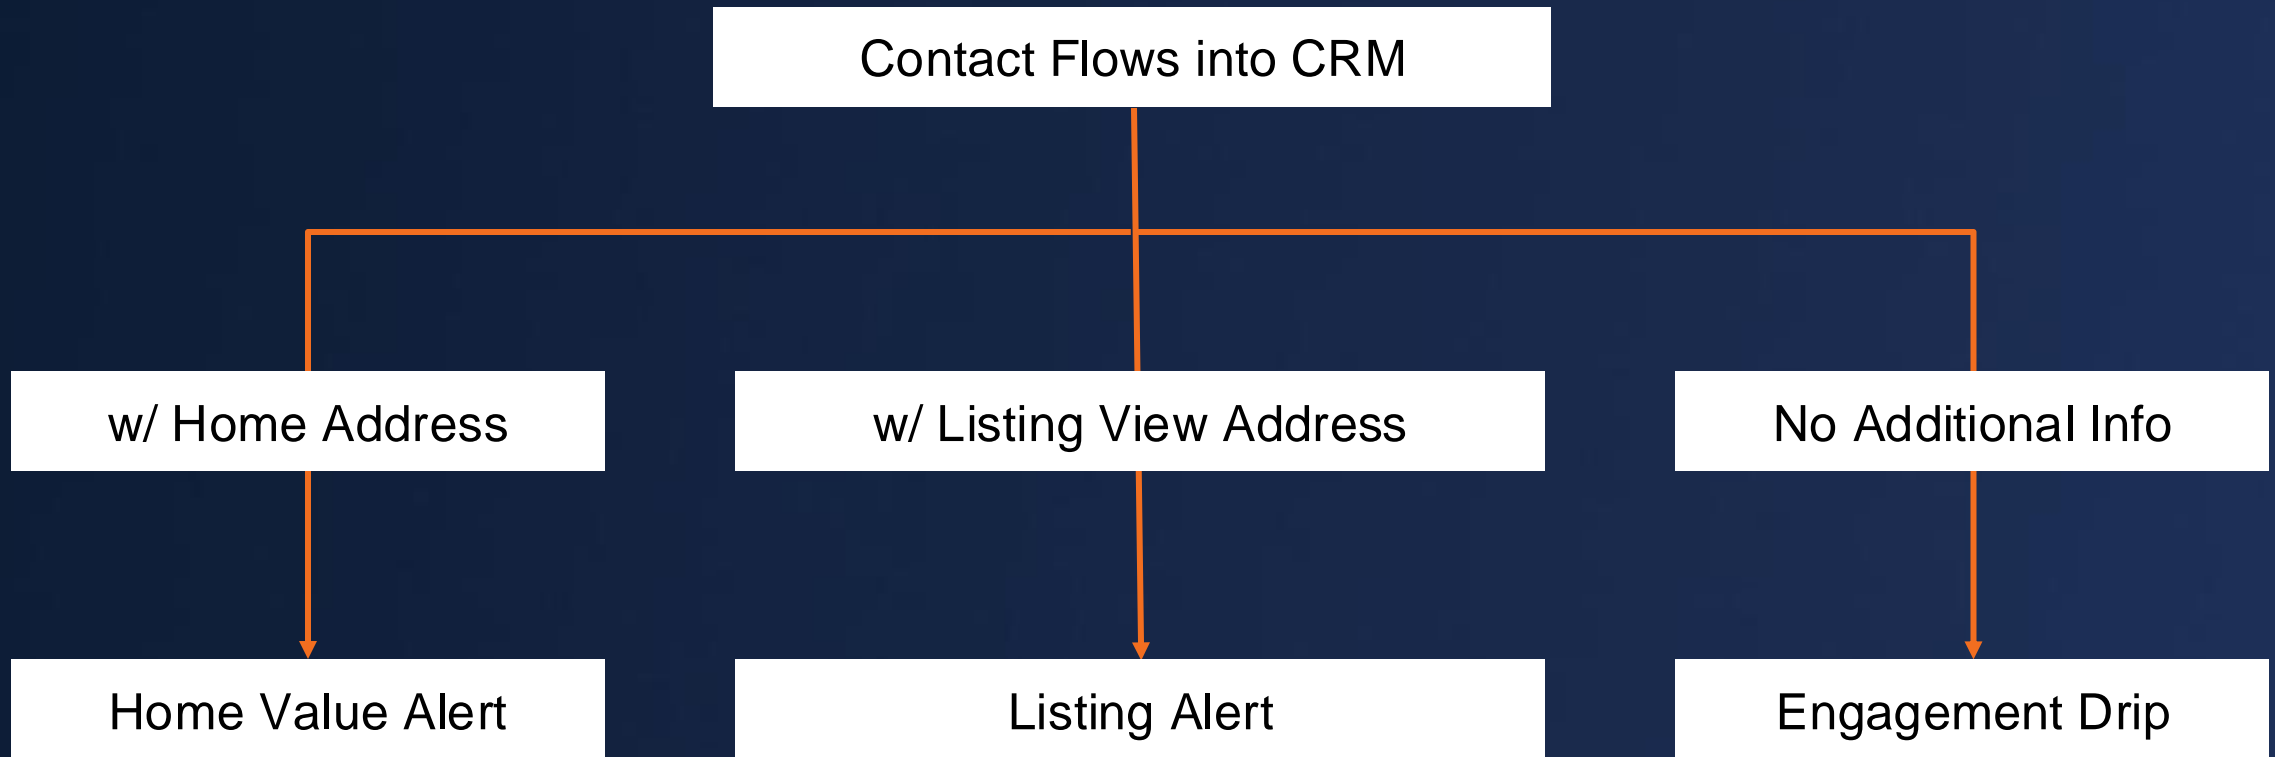 Contact Flows into CRM
w/ Home Address
w/ Listing View Address
No Additional Info
Home Value Alert
Listing Alert
Engagement Drip